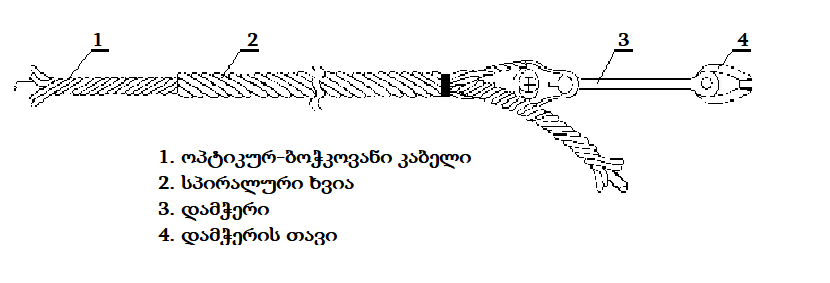 1 2 3 4
1. ოპტიკურ-ბოჭკოვანი კაბელი
2. სპირალური ხვია
3. დამჭერი
4. დამჭერის თავი